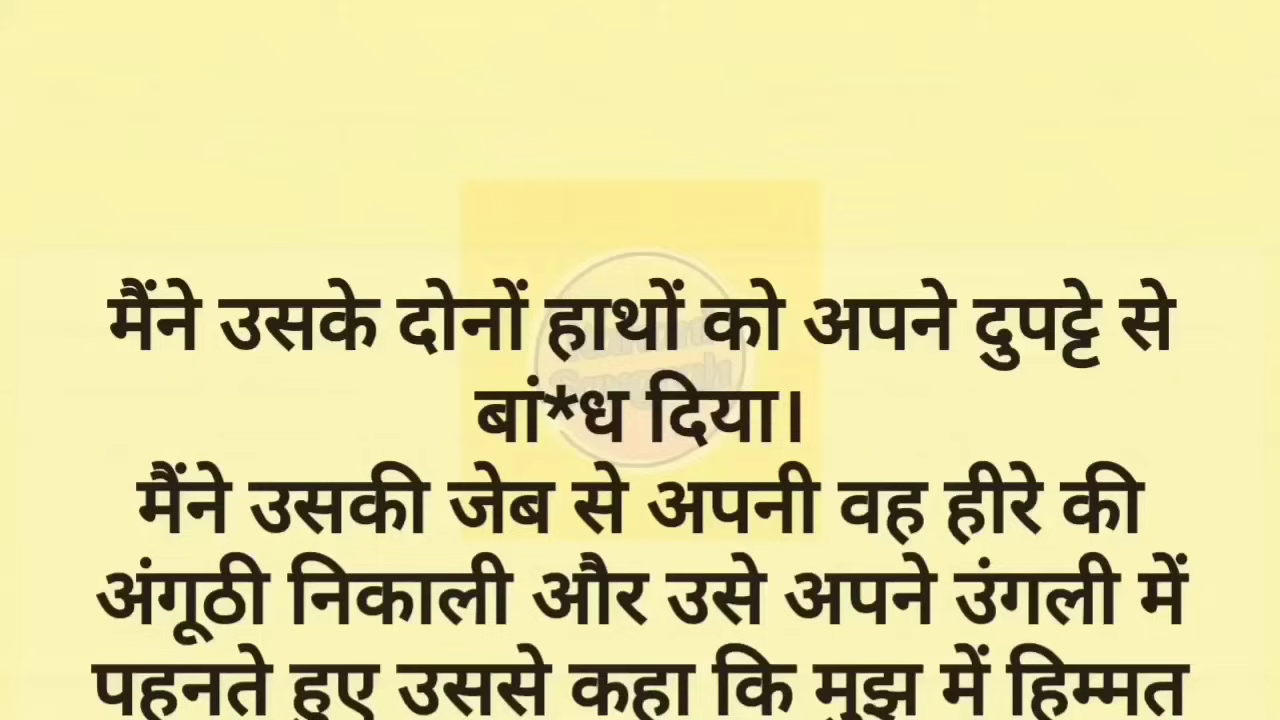 मैंने उसके दोनों हाथों को अपने दुपट्टे से
बां*ध दिया।
मैंने उसकी जेब से अपनी वह हीरे की
अंगूठी निकाली और उसे अपने उंगली में
पहनते हुए उससे कहा कि मुझ में हिम्मत